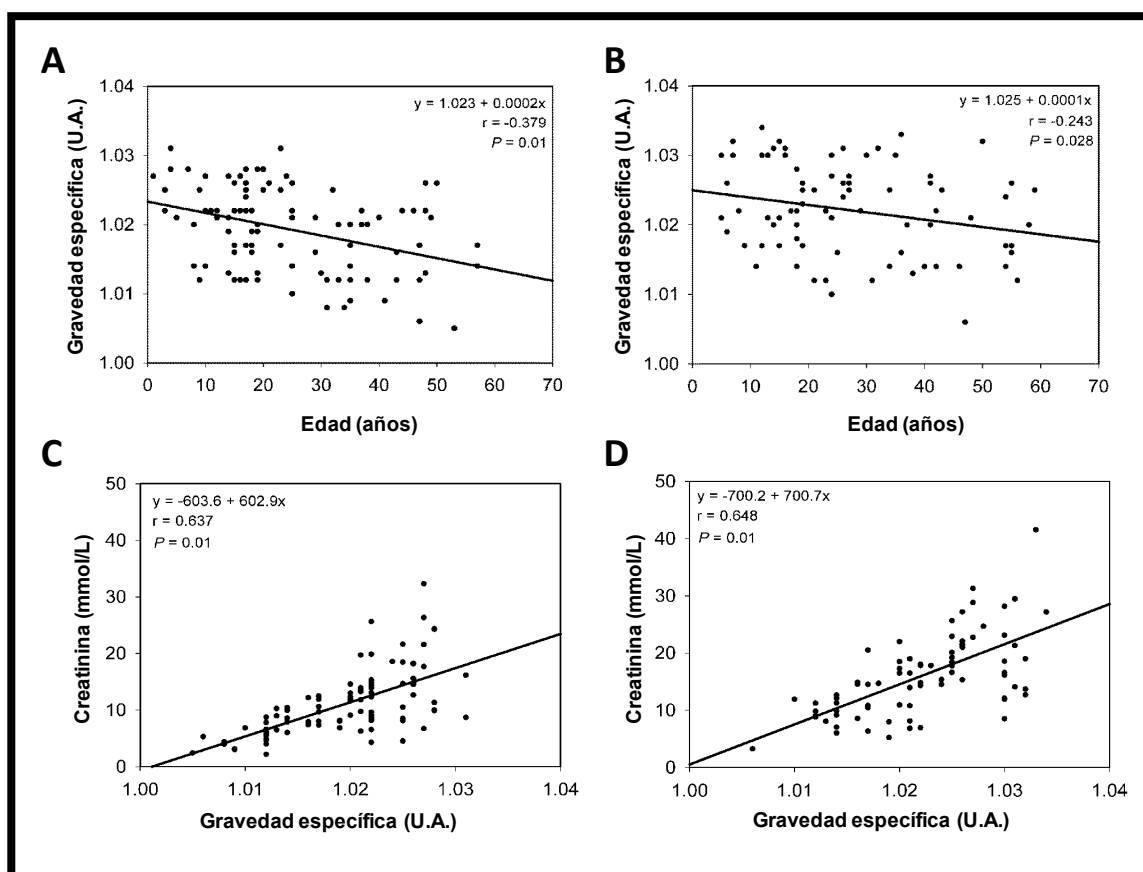 A
y = 1.023 + 0.0002x
r = -0.379
P = 0.01
Gravedad específica (U.A.)
1.04
1.03
1.02
1.01
1.00
0 10 20 30 40 50 60 70
Edad (años)
B
y = 1.025 + 0.0001x
r = -0.243
P = 0.028
Gravedad específica (U.A.)
1.04
1.03
1.02
1.01
1.00
0 10 20 30 40 50 60 70
Edad (años)
C
y = -603.6 + 602.9x
r = 0.637
P = 0.01
Creatinina (mmol/L)
50
40
30
20
10
0
1.00 1.01 1.02 1.03 1.04
Gravedad específica (U.A.)
D
y = -700.2 + 700.7x
r = 0.648
P = 0.01
Creatinina (mmol/L)
50
40
30
20
10
0
1.00 1.01 1.02 1.03 1.04
Gravedad específica (U.A.)